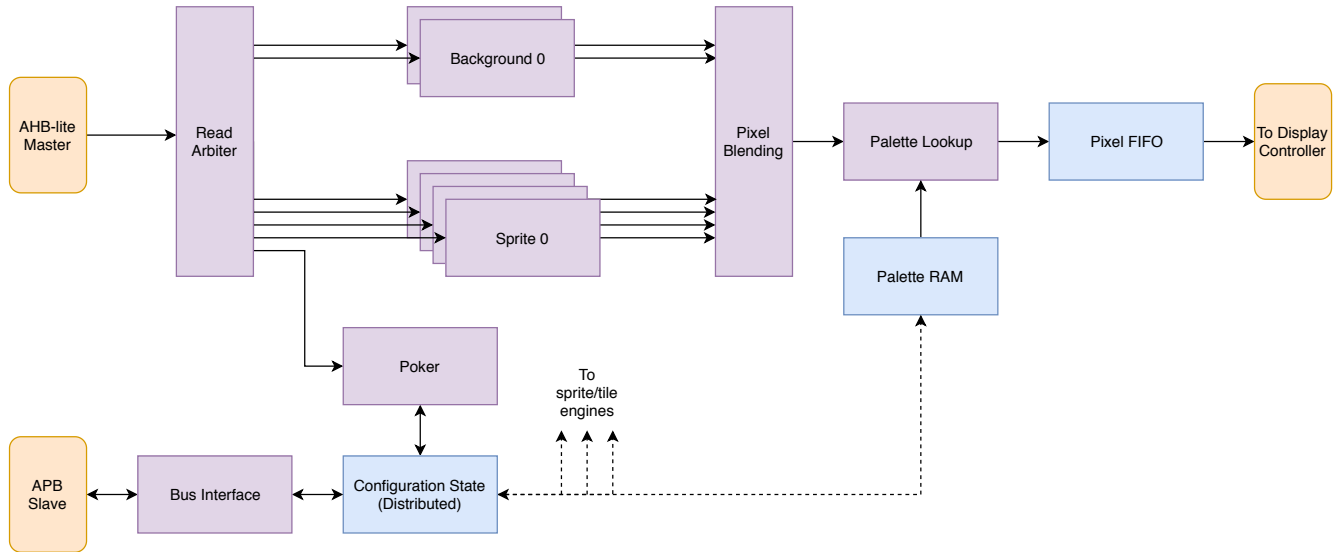 Background 0
AHB-lite
Master
Read
Arbiter
Pixel
Blending
Palette Lookup
Pixel FIFO
To Display
Controller
Sprite 0
Palette RAM
Poker
To
sprite/tile
engines
APB
Slave
Bus Interface
Configuration State
(Distributed)